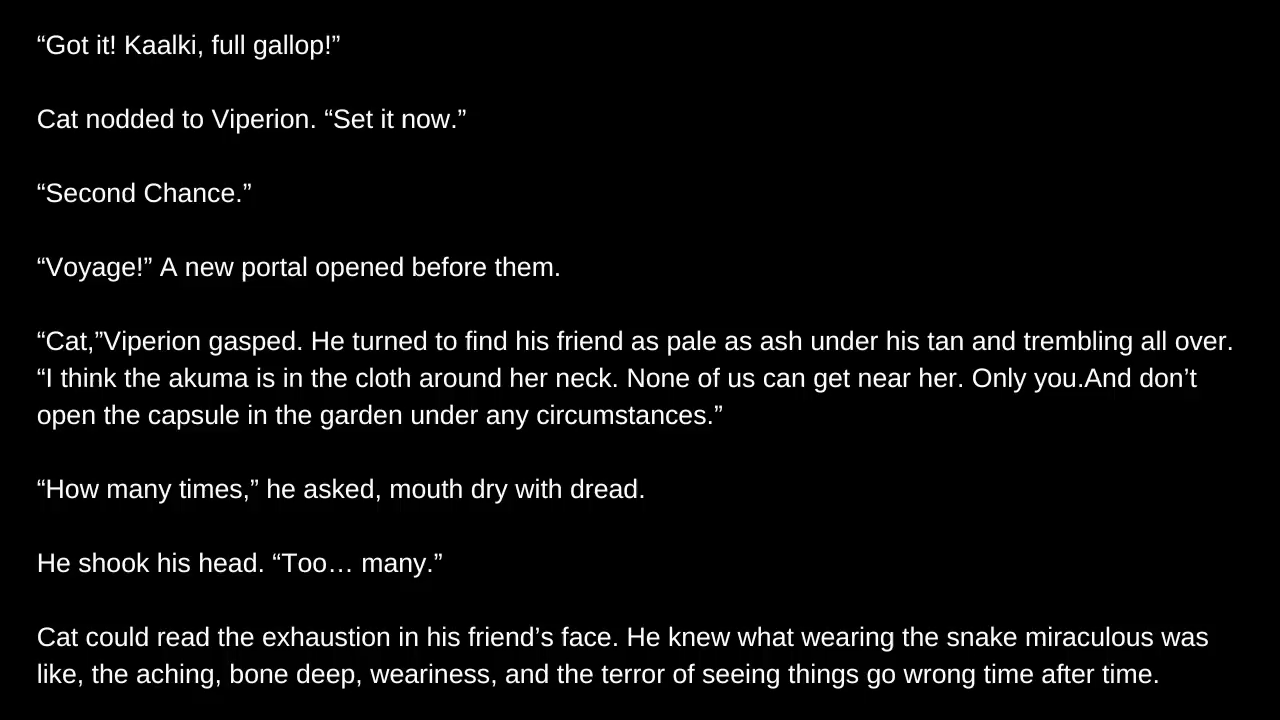 “Got it! Kaalki, full gallop!”
Cat nodded to Viperion. “Set it now.”
“Second Chance.”
“Voyage!” A new portal opened before them.
“Cat,”Viperion gasped. He turned to find his friend as pale as ash under his tan and trembling all over.
“I think the akuma is in the cloth around her neck. None of us can get near her. Only you.And don’t
open the capsule in the garden under any circumstances.”
“How many times,” he asked, mouth dry with dread.
He shook his head. “Too… many.”
Cat could read the exhaustion in his friend’s face. He knew what wearing the snake miraculous was
like, the aching, bone deep, weariness, and the terror of seeing things go wrong time after time.